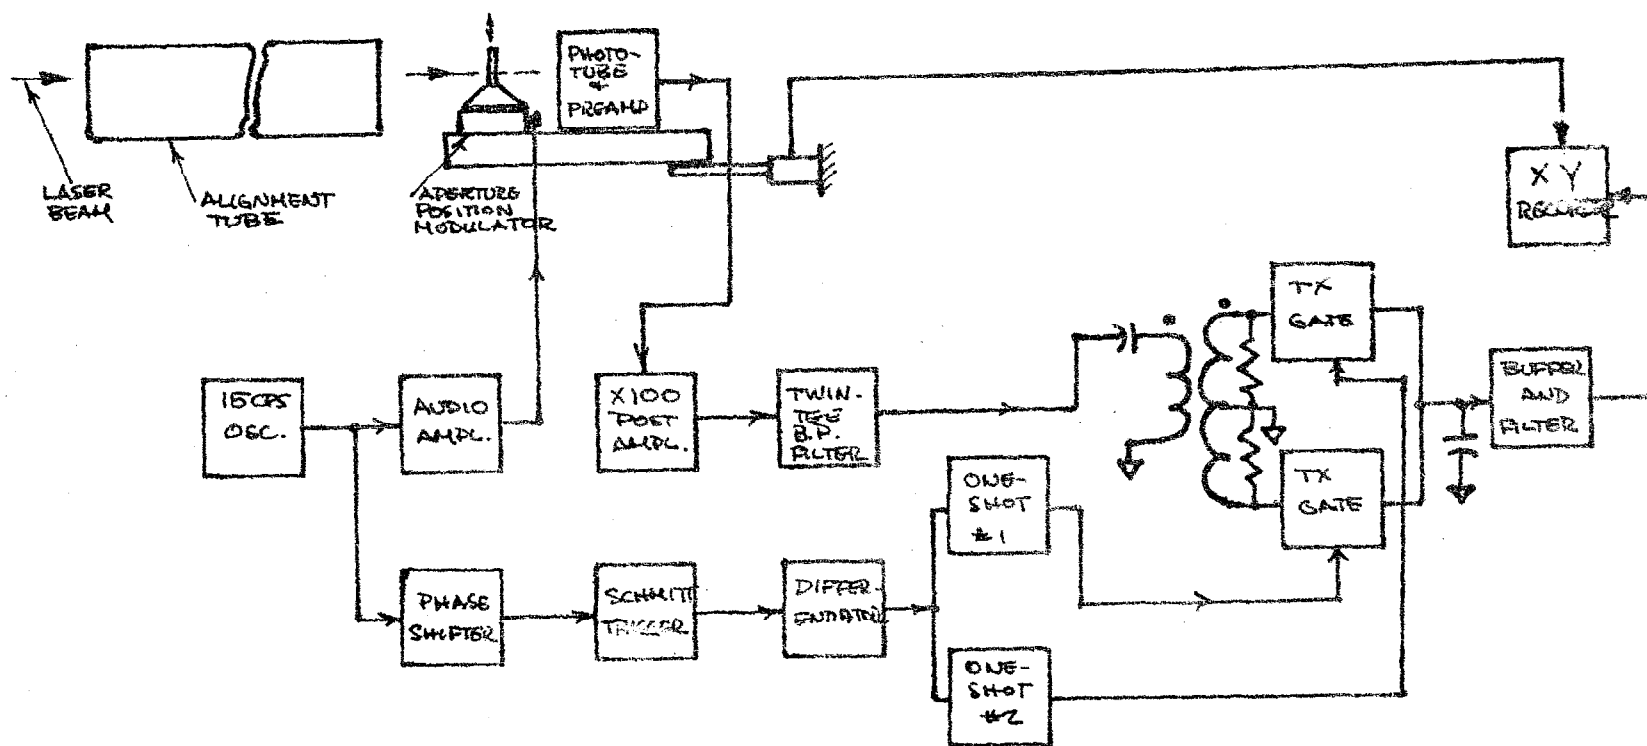 PHOTO-
TUBE
+
PREAMP
LASER
BEAM
ALIGNMENT
TUBE
APERTURE
POSITION
MODULATOR
X Y
RECORDER
TX
GATE
15CPS
OSC.
AUDIO
AMPL.
X100
POST
AMPL.
TWIN-
TEE
B.P.
FILTER
BUFFER
AND
FILTER
ONE-
SHOT
#1
TX
GATE
PHASE
SHIFTER
SCHMITT
TRIGGER
DIFFER-
ENTIATOR
ONE-
SHOT
#2